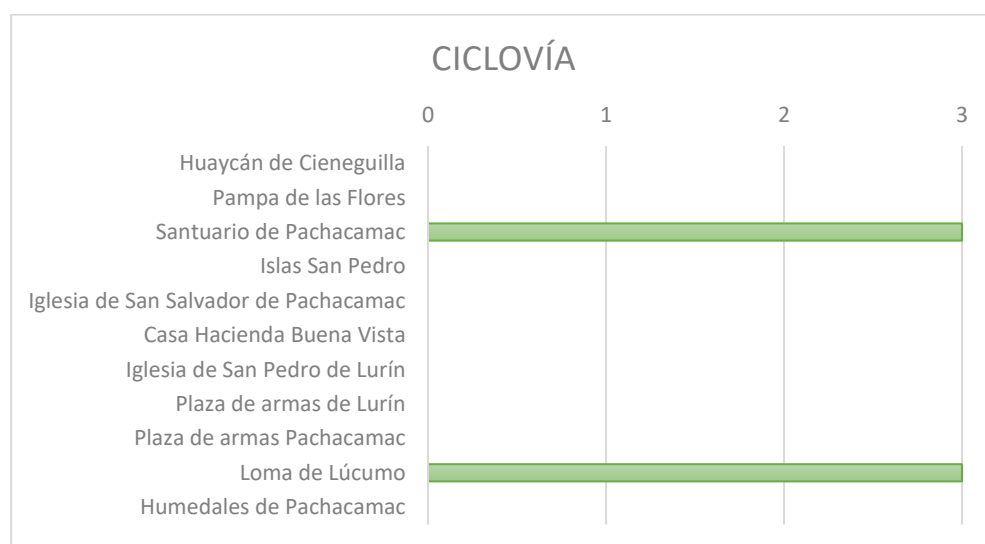 CICLOVÍA
0 1 2 3
Huaycán de Cieneguilla
Pampa de las Flores
Santuario de Pachacamac
Islas San Pedro
Iglesia de San Salvador de Pachacamac
Casa Hacienda Buena Vista
Iglesia de San Pedro de Lurín
Plaza de armas de Lurín
Plaza de armas Pachacamac
Loma de Lúcumo
Humedales de Pachacamac